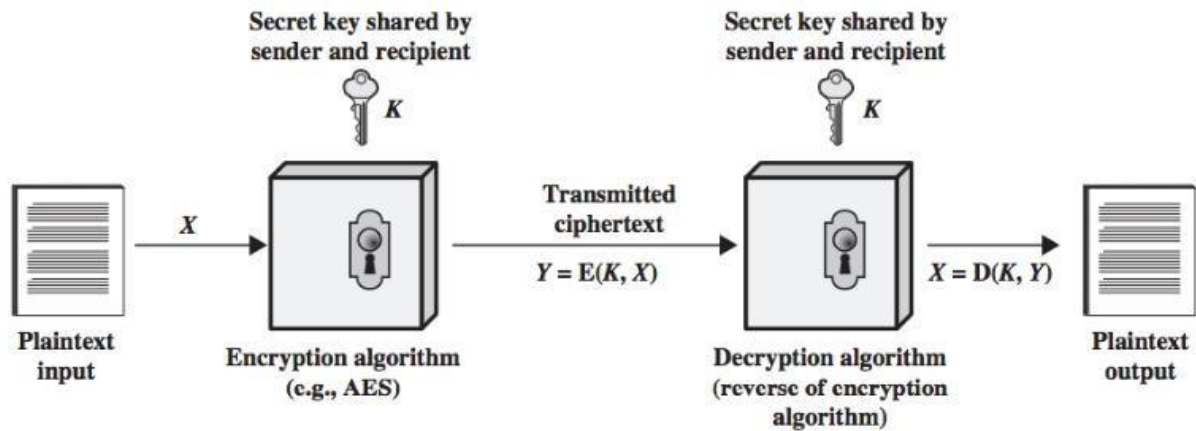 Secret key shared by
sender and recipient
K
Secret key shared by
sender and recipient
K
X
Transmitted
ciphertext
Y = E(K, X)
X = D(K, Y)
Plaintext
input
Encryption algorithm
(e.g., AES)
Decryption algorithm
(reverse of encryption
algorithm)
Plaintext
output